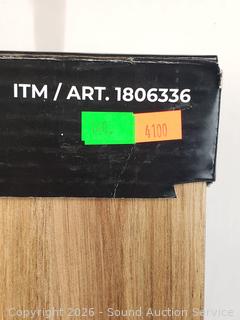 ITM / ART. 1806336
4100
Copyright 2026 - Sound Auction Service